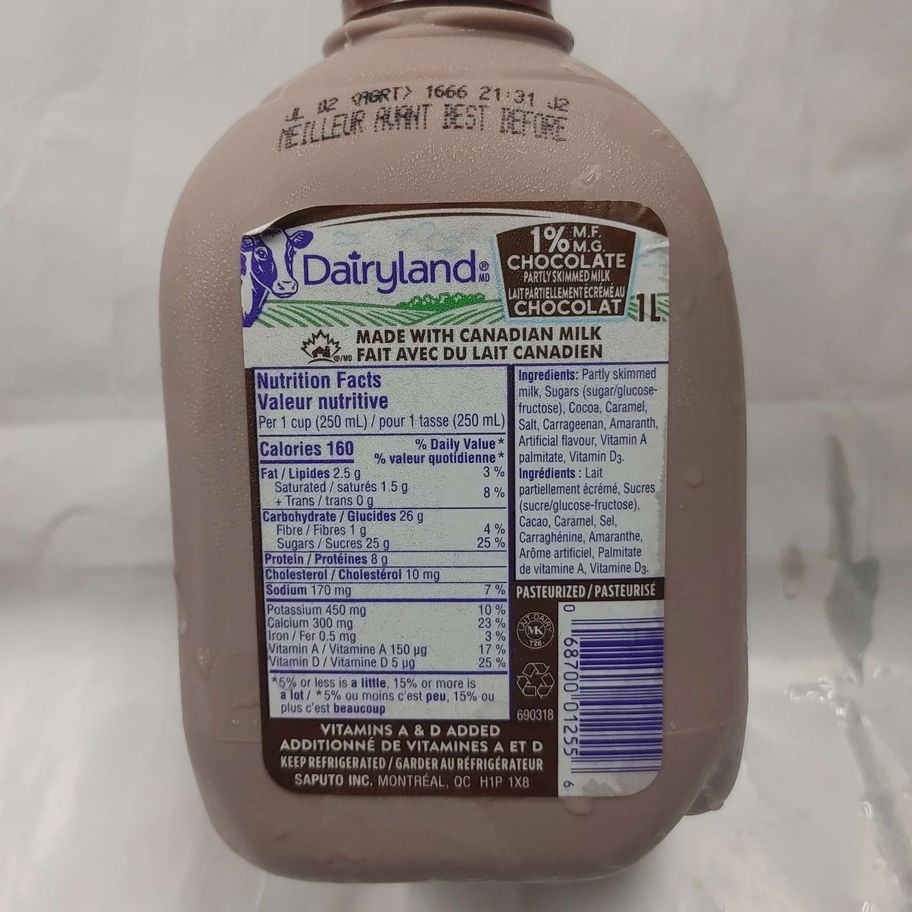 JL 02 <AGRT> 1666 21:31 J2
MEILLEUR AVANT BEST BEFORE
Dairyland®
MD
1% M.F.
M.G.
CHOCOLATE
PARTLY SKIMMED MILK
LAIT PARTIELLEMENT ÉCRÉMÉ AU
CHOCOLAT
1L
MADE WITH CANADIAN MILK
®/MD FAIT AVEC DU LAIT CANADIEN
Nutrition Facts
Valeur nutritive
Per 1 cup (250 mL) / pour 1 tasse (250 mL)
Calories 160
% Daily Value*
% valeur quotidienne*
Fat / Lipides 2.5 g 3 %
Saturated / saturés 1.5 g
+ Trans / trans 0 g 8 %
Carbohydrate / Glucides 26 g
Fibre / Fibres 1 g 4 %
Sugars / Sucres 25 g 25 %
Protein / Protéines 8 g
Cholesterol / Cholestérol 10 mg
Sodium 170 mg 7 %
Potassium 450 mg 10 %
Calcium 300 mg 23 %
Iron / Fer 0.5 mg 3 %
Vitamin A / Vitamine A 150 µg 17 %
Vitamin D / Vitamine D 5 µg 25 %
*5% or less is a little, 15% or more is
a lot / *5% ou moins c'est peu, 15% ou
plus c'est beaucoup
VITAMINS A & D ADDED
ADDITIONNÉ DE VITAMINES A ET D
KEEP REFRIGERATED / GARDER AU RÉFRIGÉRATEUR
SAPUTO INC. MONTRÉAL, QC H1P 1X8
Ingredients: Partly skimmed
milk, Sugars (sugar/glucose-
fructose), Cocoa, Caramel,
Salt, Carrageenan, Amaranth,
Artificial flavour, Vitamin A
palmitate, Vitamin D3.
Ingrédients : Lait
partiellement écrémé, Sucres
(sucre/glucose-fructose),
Cacao, Caramel, Sel,
Carraghénine, Amaranthe,
Arôme artificiel, Palmitate
de vitamine A, Vitamine D3.
PASTEURIZED / PASTEURISÉ
LAIT-DAIRY
MK
726
690318
0 68700 01255 6